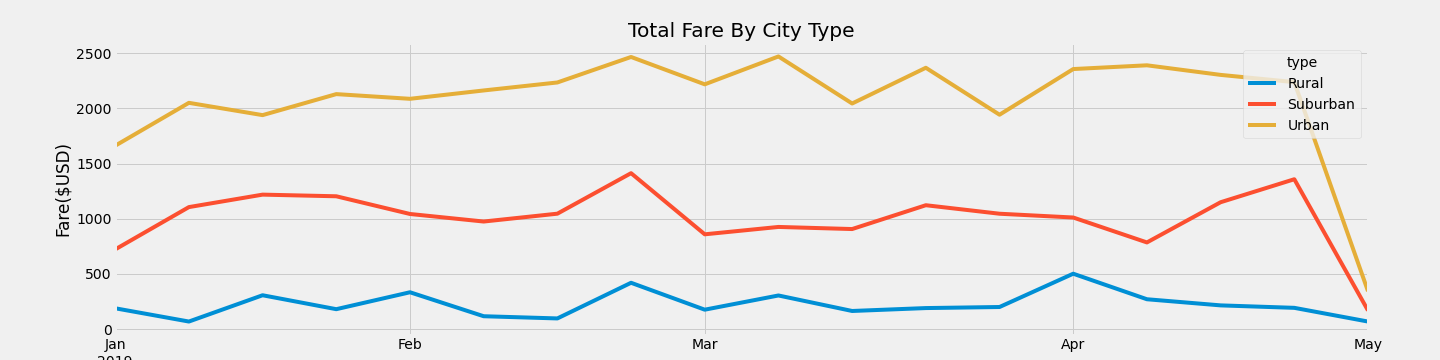 Total Fare By City Type
Fare($USD)
2500
2000
1500
1000
500
0
type
Rural
Suburban
Urban
Jan
Feb
Mar
Apr
May
2019